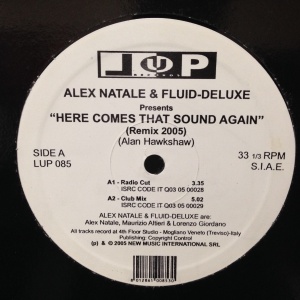 LUP
RECORDS
ALEX NATALE & FLUID-DELUXE
Presents
"HERE COMES THAT SOUND AGAIN"
(Remix 2005)
(Alan Hawkshaw)
SIDE A
LUP 085
33 1/3 RPM
S.I.A.E.
A1 - Radio Cut 3.35
ISRC CODE IT Q03 05 00028
A2 - Club Mix 5.02
ISRC CODE IT Q03 05 00029
ALEX NATALE & FLUID-DELUXE are:
Alex Natale, Maurizio Alfieri & Lorenzo Giordano
All tracks record at 4th Floor Studio - Mogliano Veneto (Treviso)-Italy
Publishing: Copyright Control
(p) & © 2005 NEW MUSIC INTERNATIONAL SRL